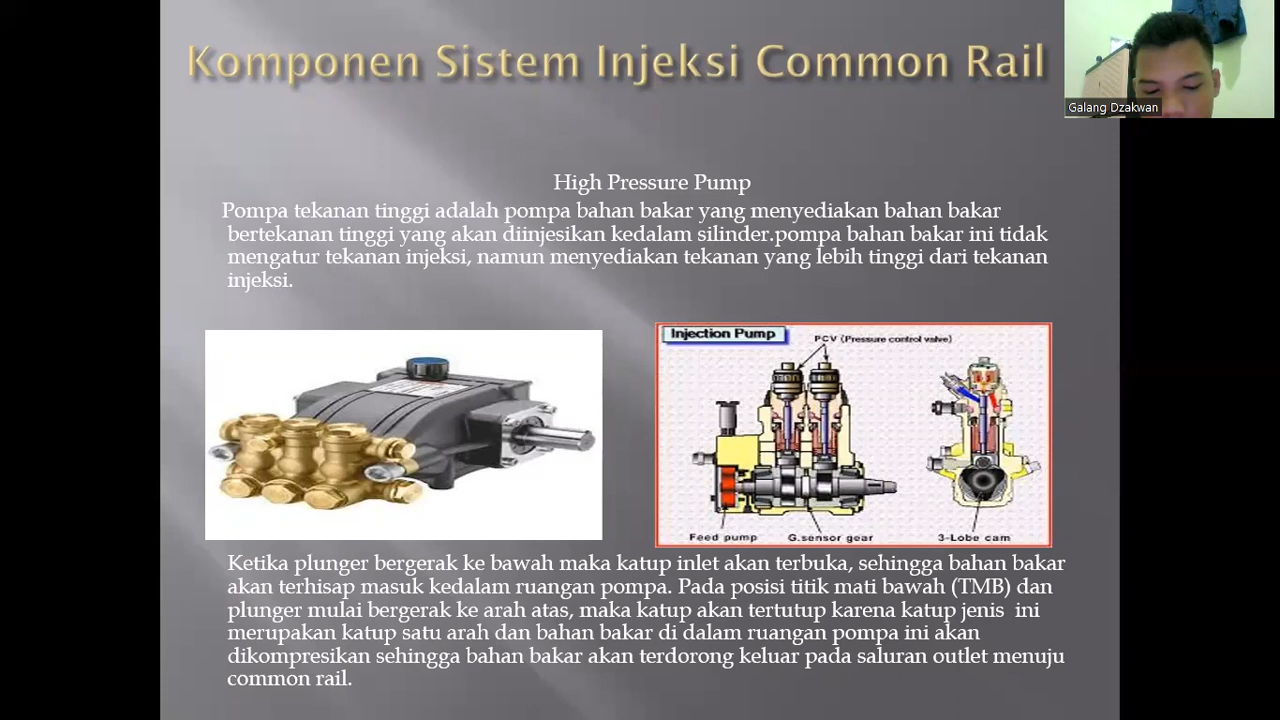 Komponen Sistem Injeksi Common Rail
Galang Dzakwan
High Pressure Pump
Pompa tekanan tinggi adalah pompa bahan bakar yang menyediakan bahan bakar
bertekanan tinggi yang akan diinjesikan kedalam silinder.pompa bahan bakar ini tidak
mengatur tekanan injeksi, namun menyediakan tekanan yang lebih tinggi dari tekanan
injeksi.
Injection Pump
PCV (Pressure control valve)
Feed pump
G.sensor gear
3-Lobe cam
Ketika plunger bergerak ke bawah maka katup inlet akan terbuka, sehingga bahan bakar
akan terhisap masuk kedalam ruangan pompa. Pada posisi titik mati bawah (TMB) dan
plunger mulai bergerak ke arah atas, maka katup akan tertutup karena katup jenis  ini
merupakan katup satu arah dan bahan bakar di dalam ruangan pompa ini akan
dikompresikan sehingga bahan bakar akan terdorong keluar pada saluran outlet menuju
common rail.